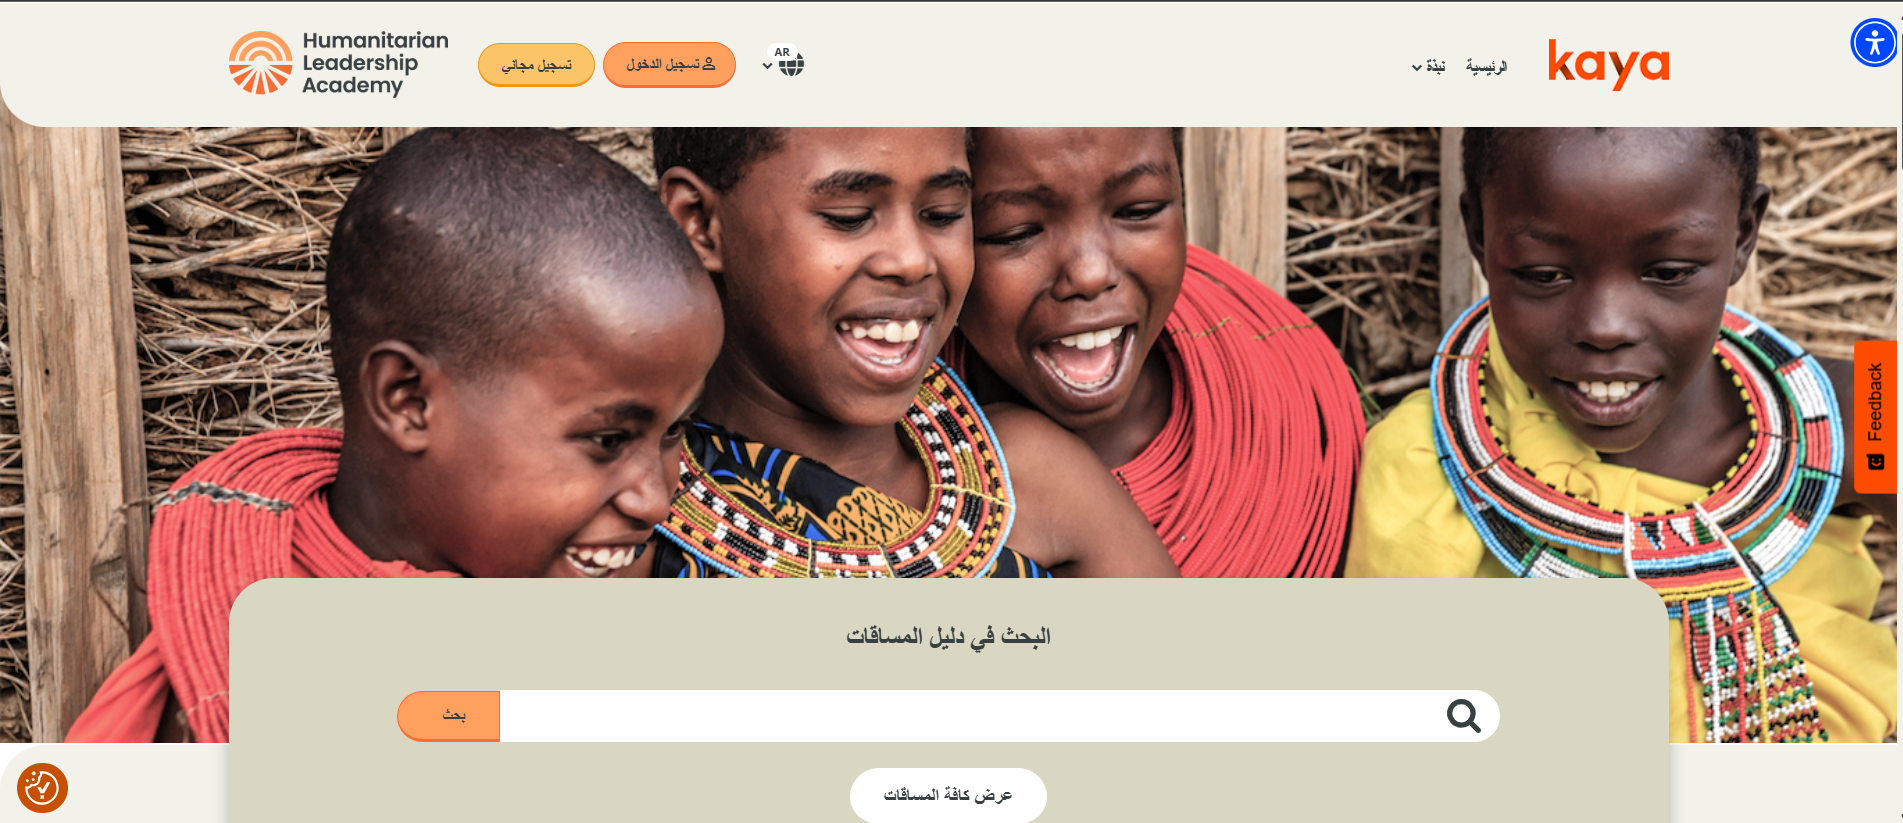 kaya
الرئيسية
نبذة
AR
تسجيل الدخول
تسجيل مجاني
Humanitarian
Leadership
Academy
Feedback
البحث في دليل المساقات
بحث
عرض كافة المساقات